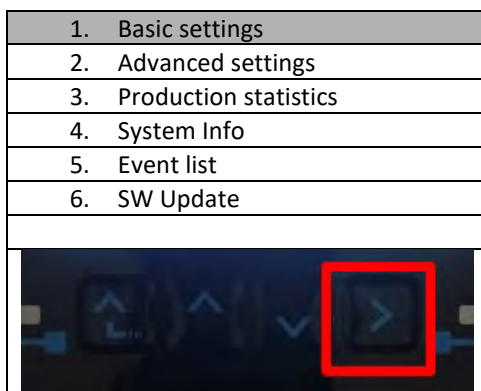 1. Basic settings
2. Advanced settings
3. Production statistics
4. System Info
5. Event list
6. SW Update